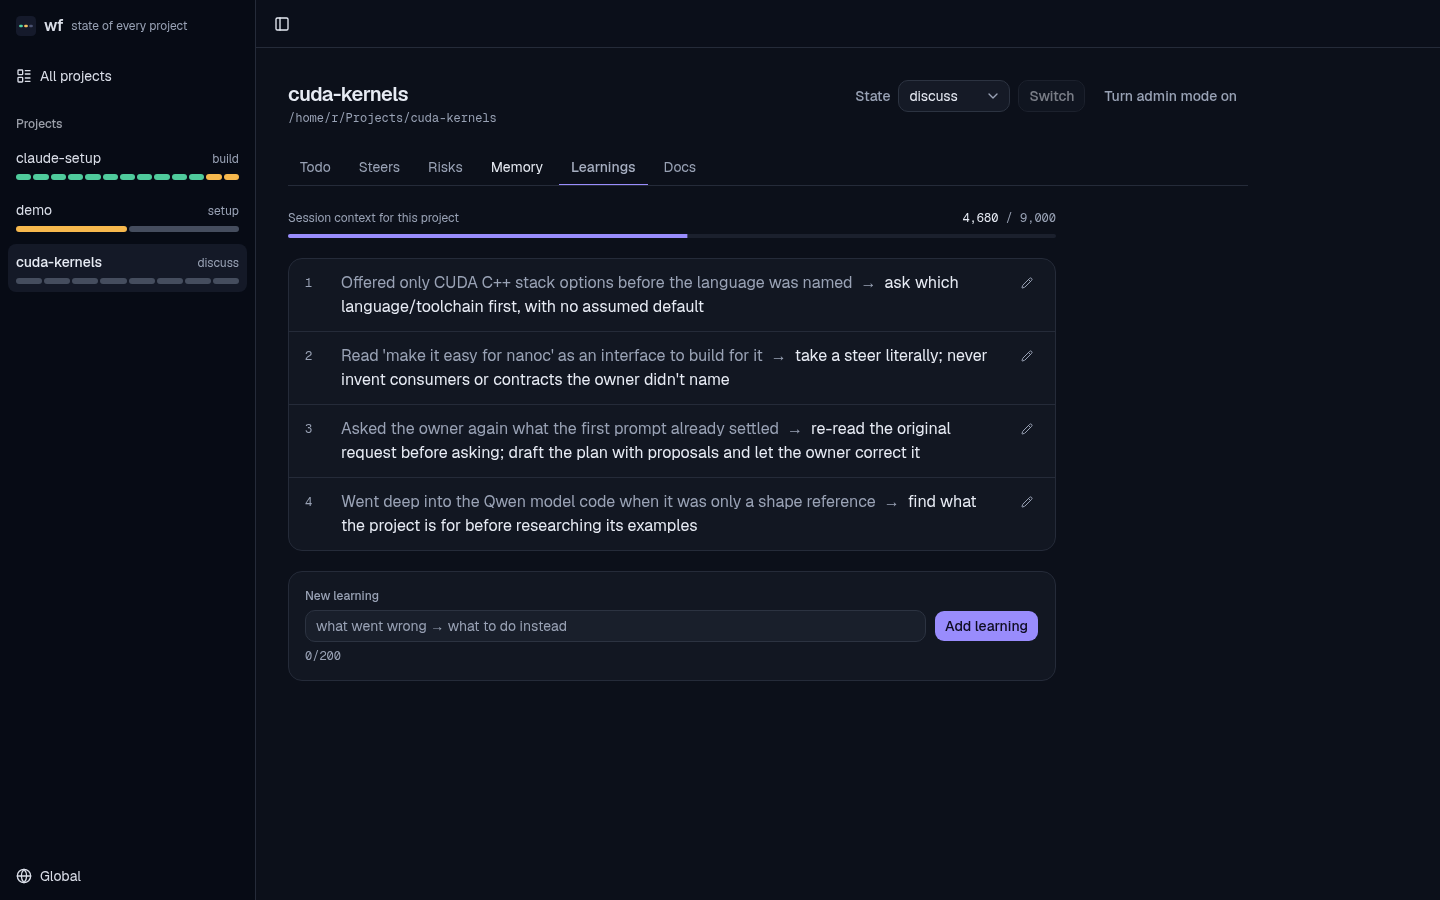 wf state of every project
All projects
Projects
claude-setup build
demo setup
cuda-kernels discuss
Global
cuda-kernels
/home/r/Projects/cuda-kernels
State discuss Switch Turn admin mode on
Todo Steers Risks Memory Learnings Docs
Session context for this project 4,680 / 9,000
1 Offered only CUDA C++ stack options before the language was named → ask which
language/toolchain first, with no assumed default
2 Read 'make it easy for nanoc' as an interface to build for it → take a steer literally; never
invent consumers or contracts the owner didn't name
3 Asked the owner again what the first prompt already settled → re-read the original
request before asking; draft the plan with proposals and let the owner correct it
4 Went deep into the Qwen model code when it was only a shape reference → find what
the project is for before researching its examples
New learning
what went wrong → what to do instead Add learning
0/200